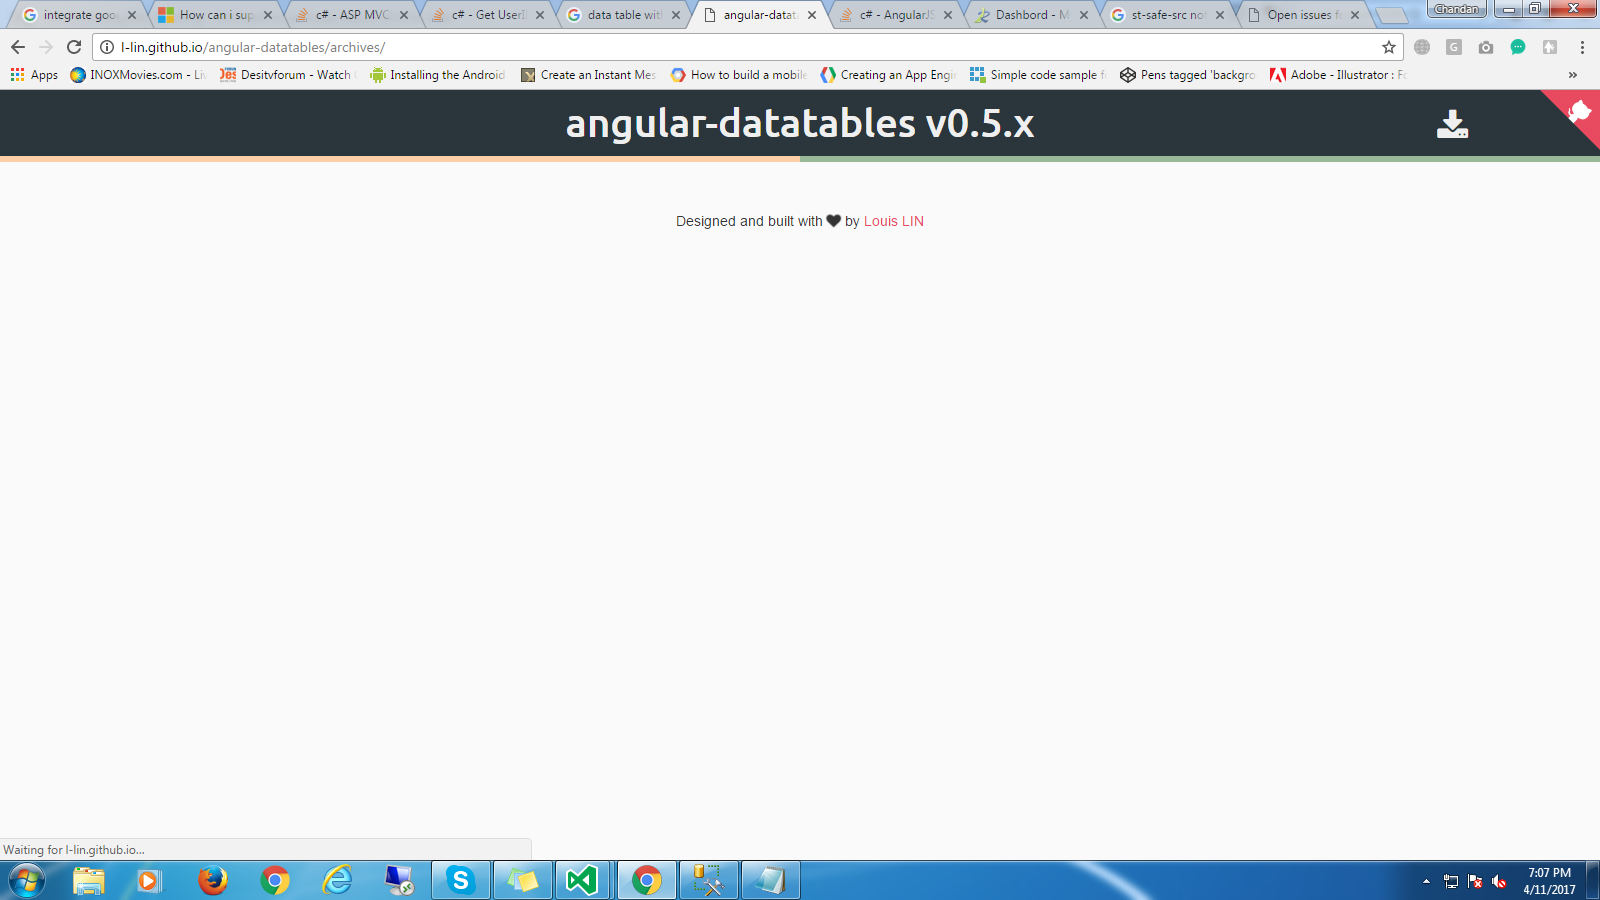 integrate goo
How can i sup
c# - ASP MVC
c# - Get UserI
data table wit
angular-datat
c# - AngularJS
Dashbord - M
st-safe-src no
Open issues f
Chandan
l-lin.github.io/angular-datatables/archives/
Apps
INOXMovies.com - Liv
Desitvforum - Watch
Installing the Android
Create an Instant Mes
How to build a mobile
Creating an App Engi
Simple code sample f
Pens tagged 'backgro
Adobe - Illustrator : Fo
»
angular-datatables v0.5.x
Designed and built with by Louis LIN
Waiting for l-lin.github.io...
7:07 PM
4/11/2017